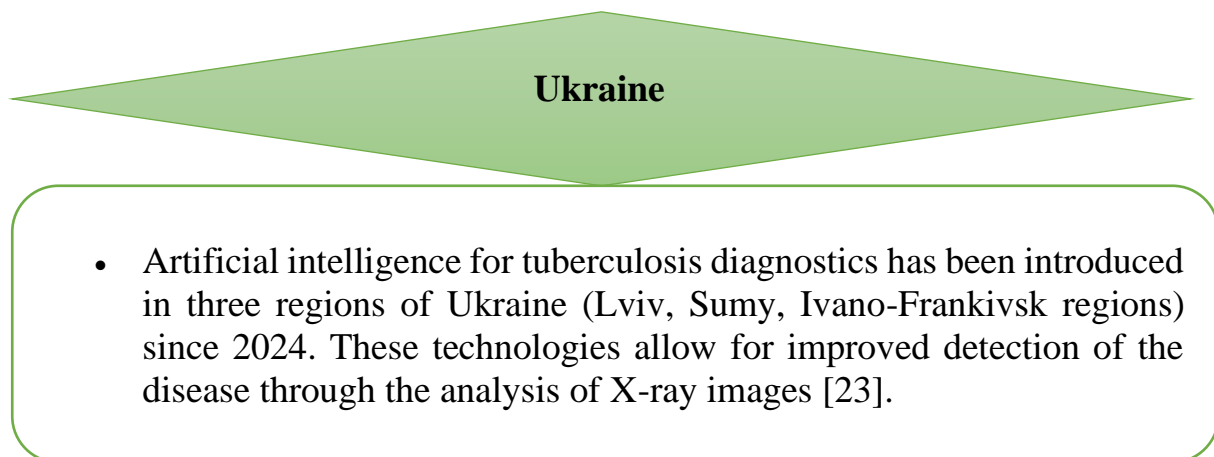 Ukraine
• Artificial intelligence for tuberculosis diagnostics has been introduced
in three regions of Ukraine (Lviv, Sumy, Ivano-Frankivsk regions)
since 2024. These technologies allow for improved detection of the
disease through the analysis of X-ray images [23].